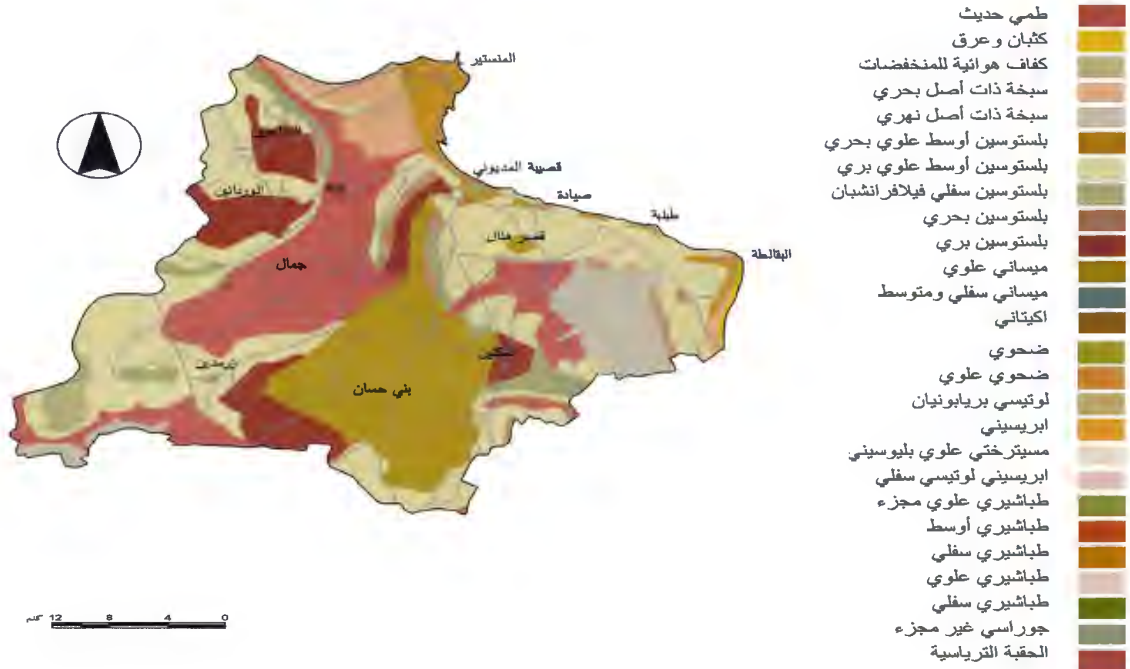 طمي حديث
كثبان وعرق
كفاف هوائية للمنخفضات
سبخة ذات أصل بحري
سبخة ذات أصل نهري
بلستوسين أوسط علوي بحري
بلستوسين أوسط علوي بري
بلستوسين سفلي فيلافرانشبان
بلستوسين بحري
بلستوسين بري
ميساني علوي
ميساني سفلي ومتوسط
اكيتاني
ضحوي
ضحوي علوي
لوتيسي بريابونيان
ابريسيني
مسيترختي علوي بليوسيني
ابريسيني لوتيسي سفلي
طباشيري علوي مجزء
طباشيري أوسط
طباشيري سفلي
طباشيري علوي
طباشيري سفلي
جوراسي غير مجزء
الحقبة الترياسية
المنستير
قصيبة المديوني
صيادة
طبلبة
البقالطة
قصر هلال
الوردانين
جمال
زرمدين
بني حسان
كلم 12 8 4 0